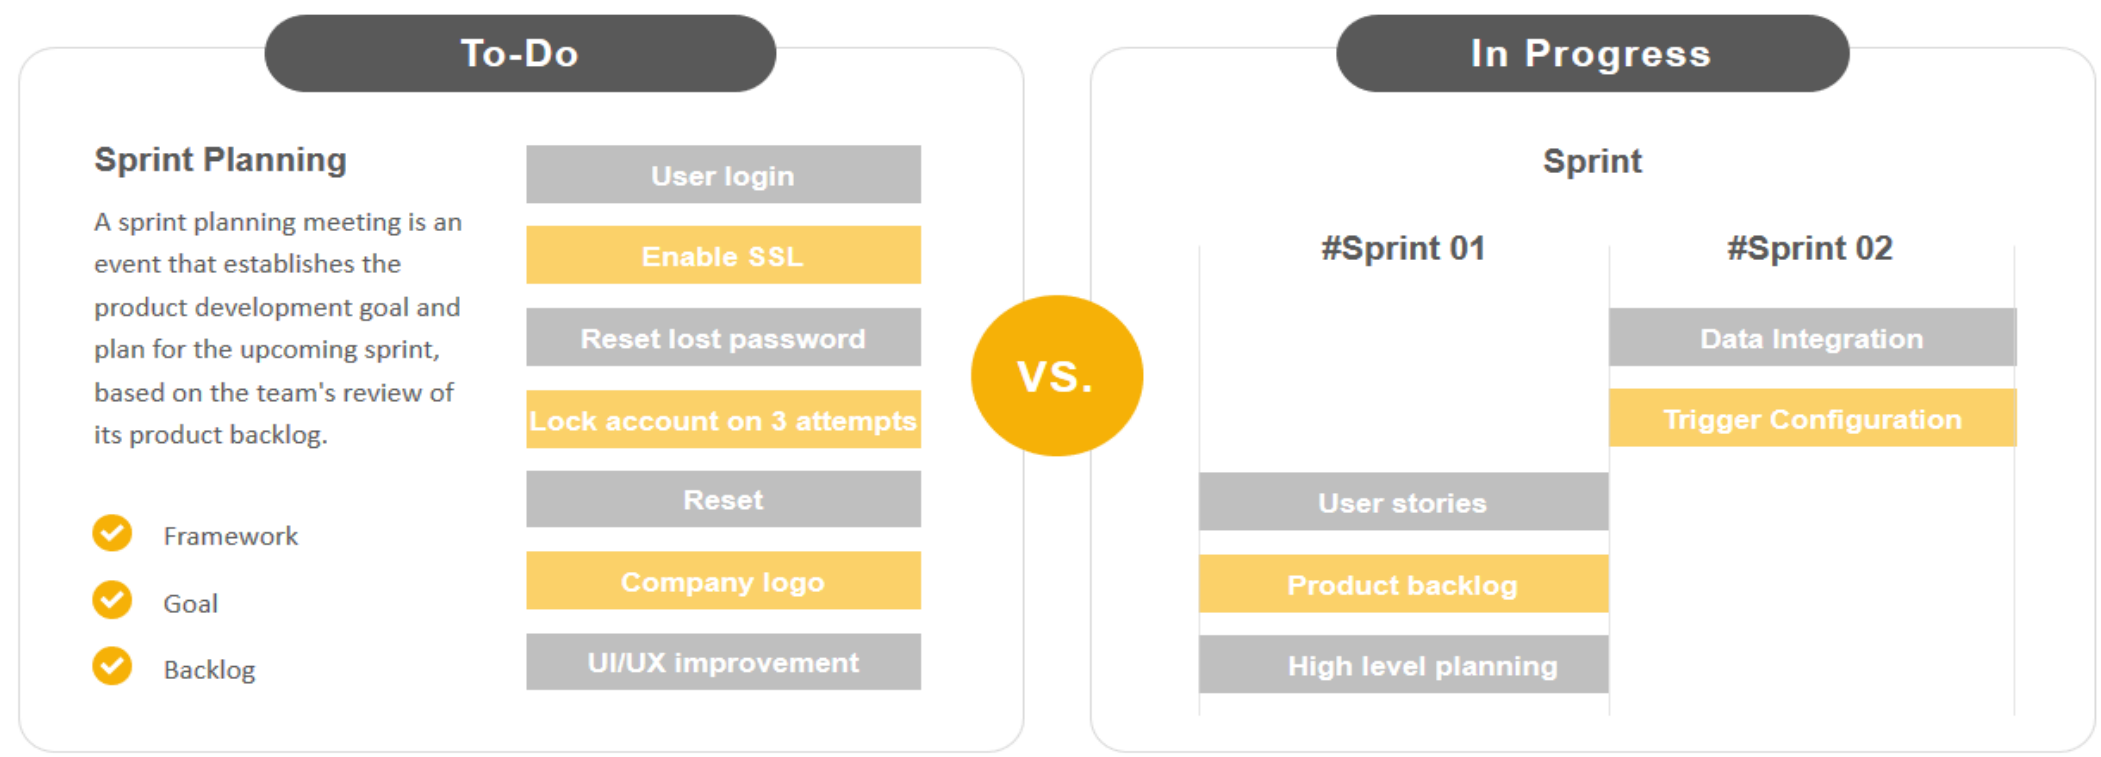 To-Do
Sprint Planning
A sprint planning meeting is an
event that establishes the
product development goal and
plan for the upcoming sprint,
based on the team's review of
its product backlog.
Framework
Goal
Backlog
User login
Enable SSL
Reset lost password
Lock account on 3 attempts
Reset
Company logo
UI/UX improvement
VS.
In Progress
Sprint
#Sprint 01
User stories
Product backlog
High level planning
#Sprint 02
Data Integration
Trigger Configuration